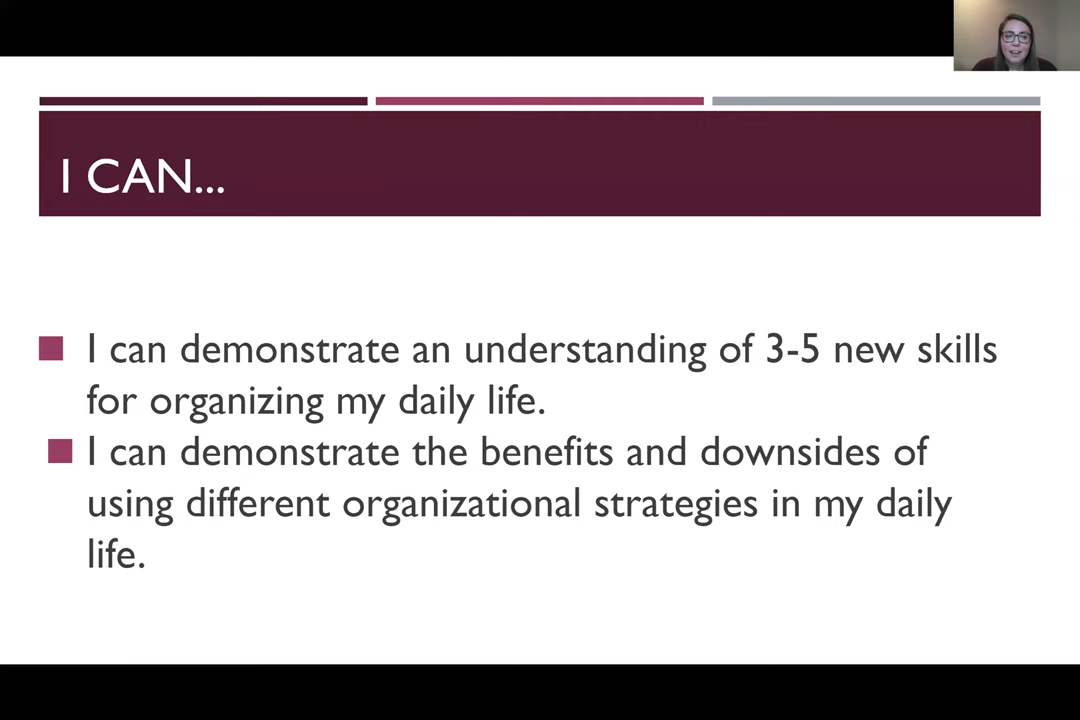 I CAN...
I can demonstrate an understanding of 3-5 new skills
for organizing my daily life.
I can demonstrate the benefits and downsides of
using different organizational strategies in my daily
life.